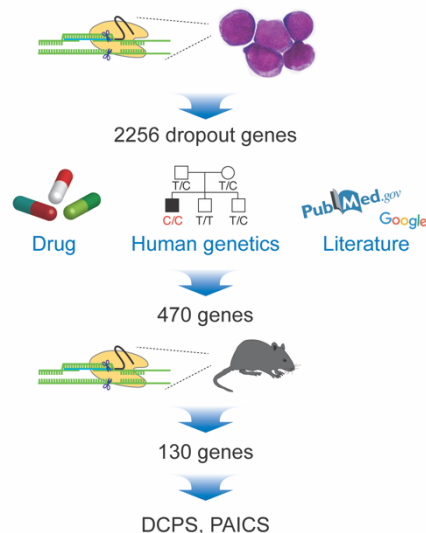 2256 dropout genes
T/C T/C
C/C T/T T/C
PubMed.gov
Google
Drug Human genetics Literature
470 genes
130 genes
DCPS, PAICS